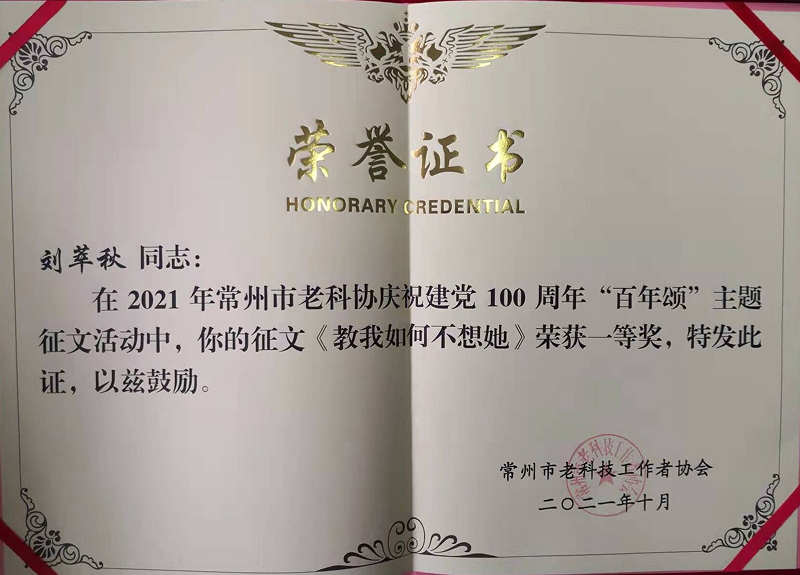 荣誉证书
HONORARY CREDENTIAL
刘萃秋 同志：
在 2021 年常州市老科协庆祝建党 100 周年“百年颂”主题
征文活动中，你的征文《教我如何不想她》荣获一等奖，特发此
证，以兹鼓励。
常州市老科技工作者协会
二〇二一年十月